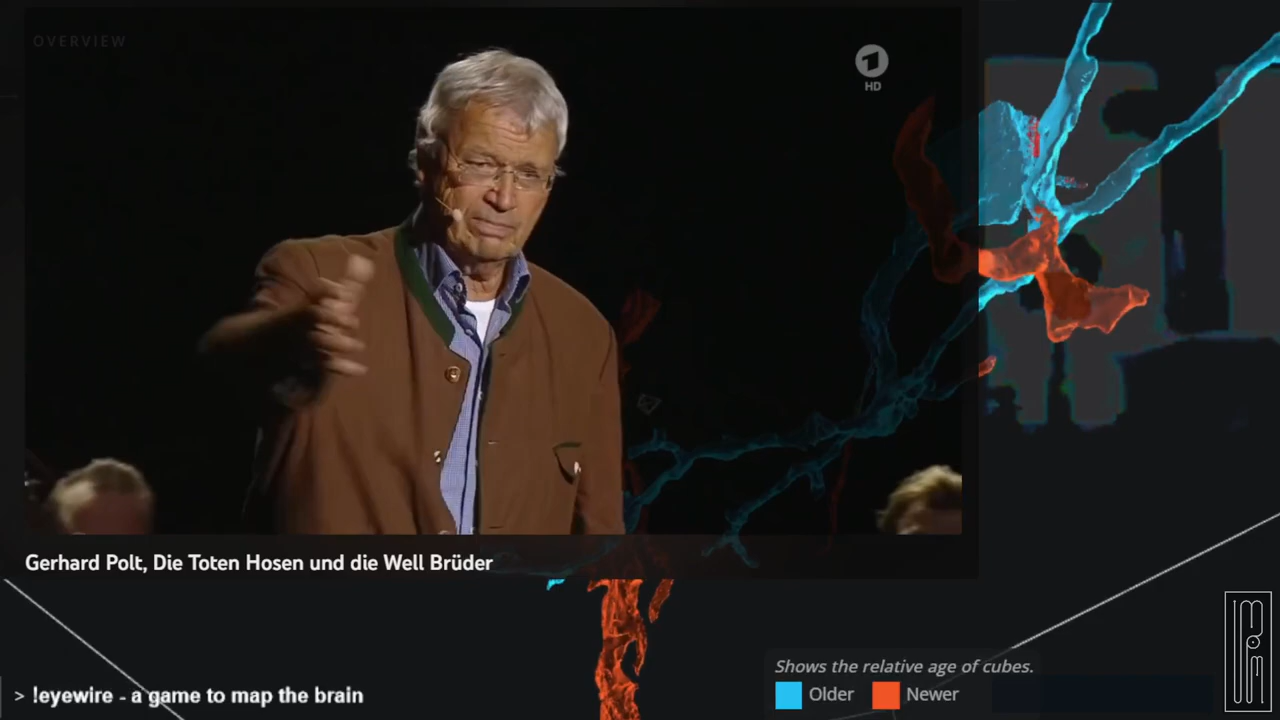 OVERVIEW
HD
Gerhard Polt, Die Toten Hosen und die Well Brüder
Shows the relative age of cubes.
Older
Newer
> !eyewire - a game to map the brain